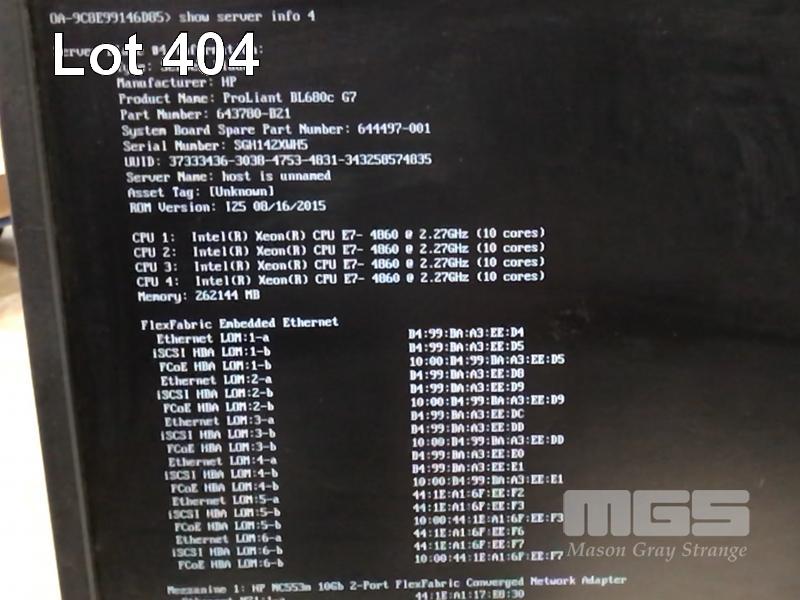 OA-9C8E99146D85> show server info 4
Lot 404
Manufacturer: HP
Product Name: ProLiant BL680c G7
Part Number: 643780-B21
System Board Spare Part Number: 644497-001
Serial Number: SGH142XWH5
UUID: 37333436-3038-4753-4831-343258574835
Server Name: host is unnamed
Asset Tag: [Unknown]
ROM Version: I25 08/16/2015
CPU 1: Intel(R) Xeon(R) CPU E7- 4860 @ 2.27GHz (10 cores)
CPU 2: Intel(R) Xeon(R) CPU E7- 4860 @ 2.27GHz (10 cores)
CPU 3: Intel(R) Xeon(R) CPU E7- 4860 @ 2.27GHz (10 cores)
CPU 4: Intel(R) Xeon(R) CPU E7- 4860 @ 2.27GHz (10 cores)
Memory: 262144 MB
FlexFabric Embedded Ethernet
Ethernet LOM:1-a B4:99:BA:A3:EE:D4
iSCSI HBA LOM:1-b B4:99:BA:A3:EE:D5
FCoE HBA LOM:1-b 10:00:B4:99:BA:A3:EE:D5
Ethernet LOM:2-a B4:99:BA:A3:EE:D8
iSCSI HBA LOM:2-b B4:99:BA:A3:EE:D9
FCoE HBA LOM:2-b 10:00:B4:99:BA:A3:EE:D9
Ethernet LOM:3-a B4:99:BA:A3:EE:DC
iSCSI HBA LOM:3-b B4:99:BA:A3:EE:DD
FCoE HBA LOM:3-b 10:00:B4:99:BA:A3:EE:DD
Ethernet LOM:4-a B4:99:BA:A3:EE:E0
iSCSI HBA LOM:4-b B4:99:BA:A3:EE:E1
FCoE HBA LOM:4-b 10:00:B4:99:BA:A3:EE:E1
Ethernet LOM:5-a 44:1E:A1:6F:EE:F2
iSCSI HBA LOM:5-b 44:1E:A1:6F:EE:F3
FCoE HBA LOM:5-b 10:00:44:1E:A1:6F:EE:F3
Ethernet LOM:6-a 44:1E:A1:6F:EE:F6
iSCSI HBA LOM:6-b 44:1E:A1:6F:EE:F7
FCoE HBA LOM:6-b 10:00:44:1E:A1:6F:EE:F7
MGS
Mason Gray Strange
Mezzanine 1: HP NC553m 10Gb 2-Port FlexFabric Converged Network Adapter
44:1E:A1:17:E0:30